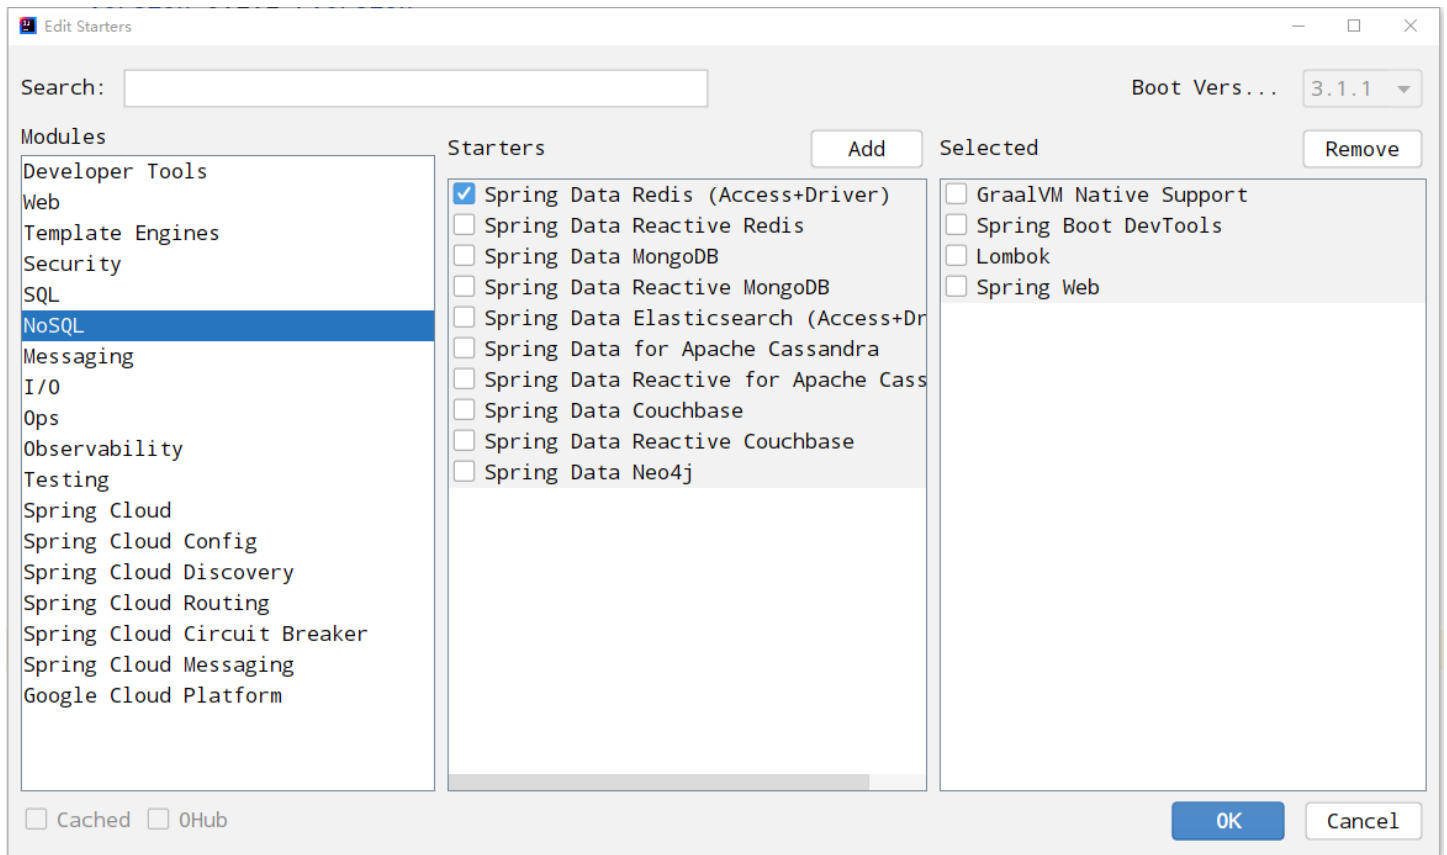 Edit Starters
Search:
Boot Vers...
3.1.1
Modules
Developer Tools
Web
Template Engines
Security
SQL
NoSQL
Messaging
I/O
Ops
Observability
Testing
Spring Cloud
Spring Cloud Config
Spring Cloud Discovery
Spring Cloud Routing
Spring Cloud Circuit Breaker
Spring Cloud Messaging
Google Cloud Platform
Starters
Add
Spring Data Redis (Access+Driver)
Spring Data Reactive Redis
Spring Data MongoDB
Spring Data Reactive MongoDB
Spring Data Elasticsearch (Access+Dr
Spring Data for Apache Cassandra
Spring Data Reactive for Apache Cass
Spring Data Couchbase
Spring Data Reactive Couchbase
Spring Data Neo4j
Selected
Remove
GraalVM Native Support
Spring Boot DevTools
Lombok
Spring Web
Cached
OHub
OK
Cancel